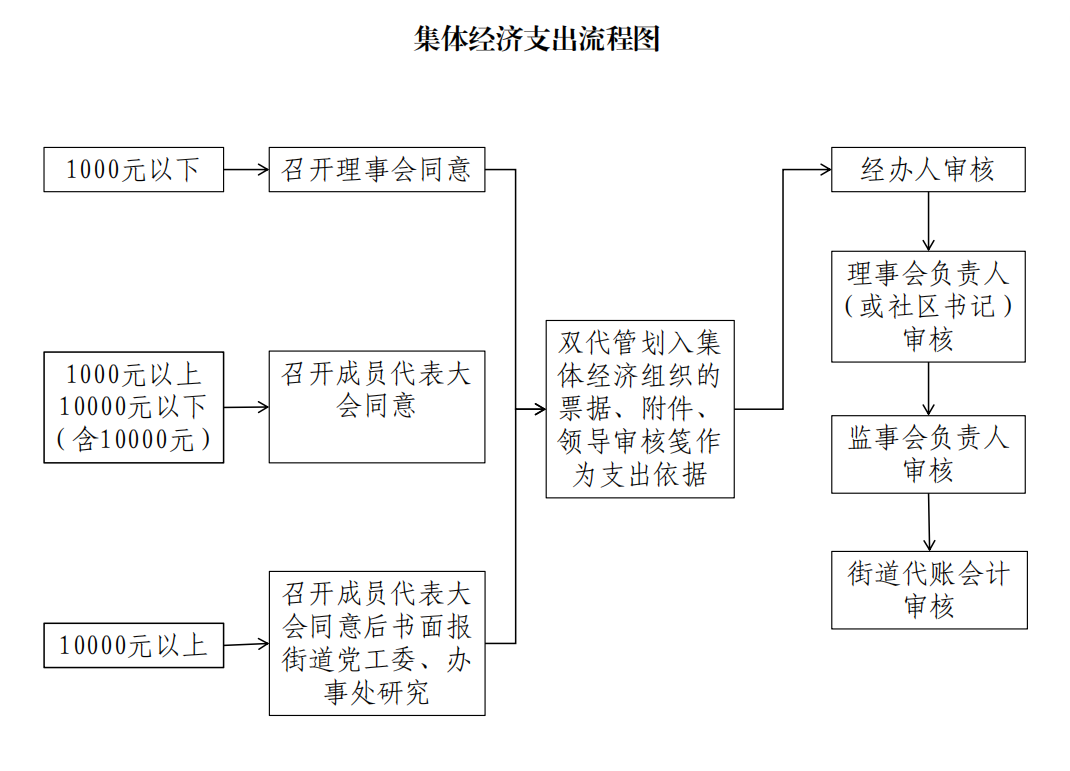 集体经济支出流程图
1000元以下
召开理事会同意
1000元以上
10000元以下
（含10000元）
召开成员代表大
会同意
10000元以上
召开成员代表大
会同意后书面报
街道党工委、办
事处研究
双代管划入集
体经济组织的
票据、附件、
领导审核笺作
为支出依据
经办人审核
理事会负责人
（或社区书记）
审核
监事会负责人
审核
街道代账会计
审核